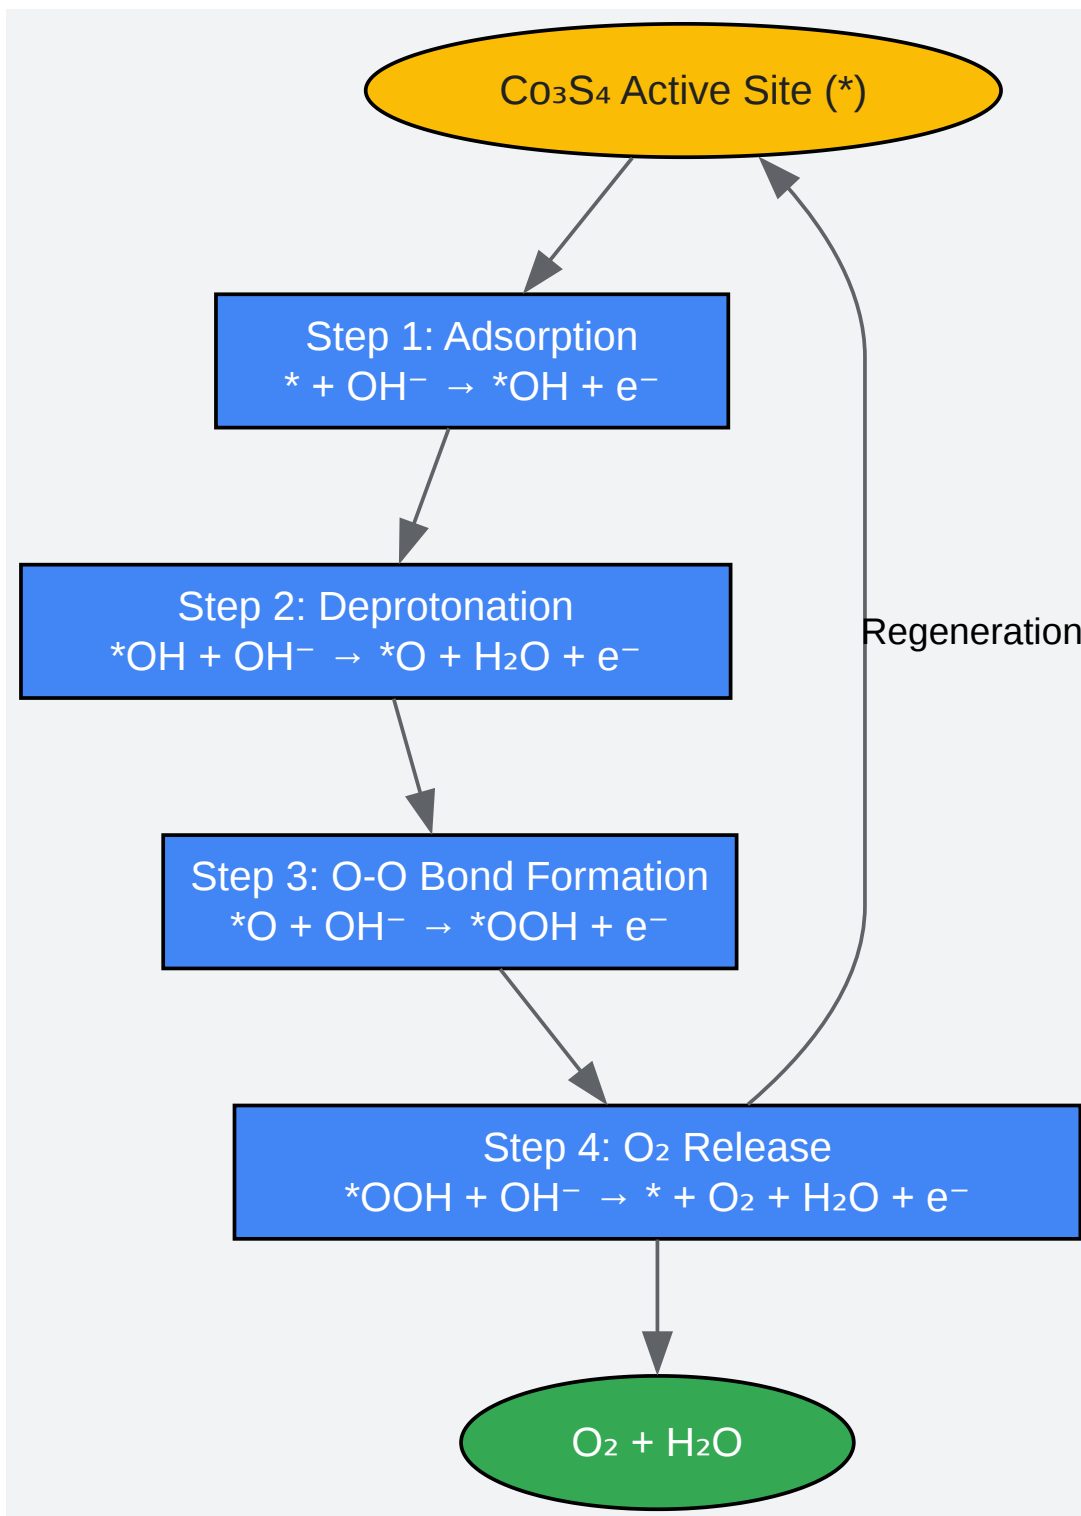 Co₃S₄ Active Site (*)
Step 1: Adsorption
* + OH⁻ → *OH + e⁻
Step 2: Deprotonation
*OH + OH⁻ → *O + H₂O + e⁻
Regeneration
Step 3: O-O Bond Formation
*O + OH⁻ → *OOH + e⁻
Step 4: O₂ Release
*OOH + OH⁻ → * + O₂ + H₂O + e⁻
O₂ + H₂O